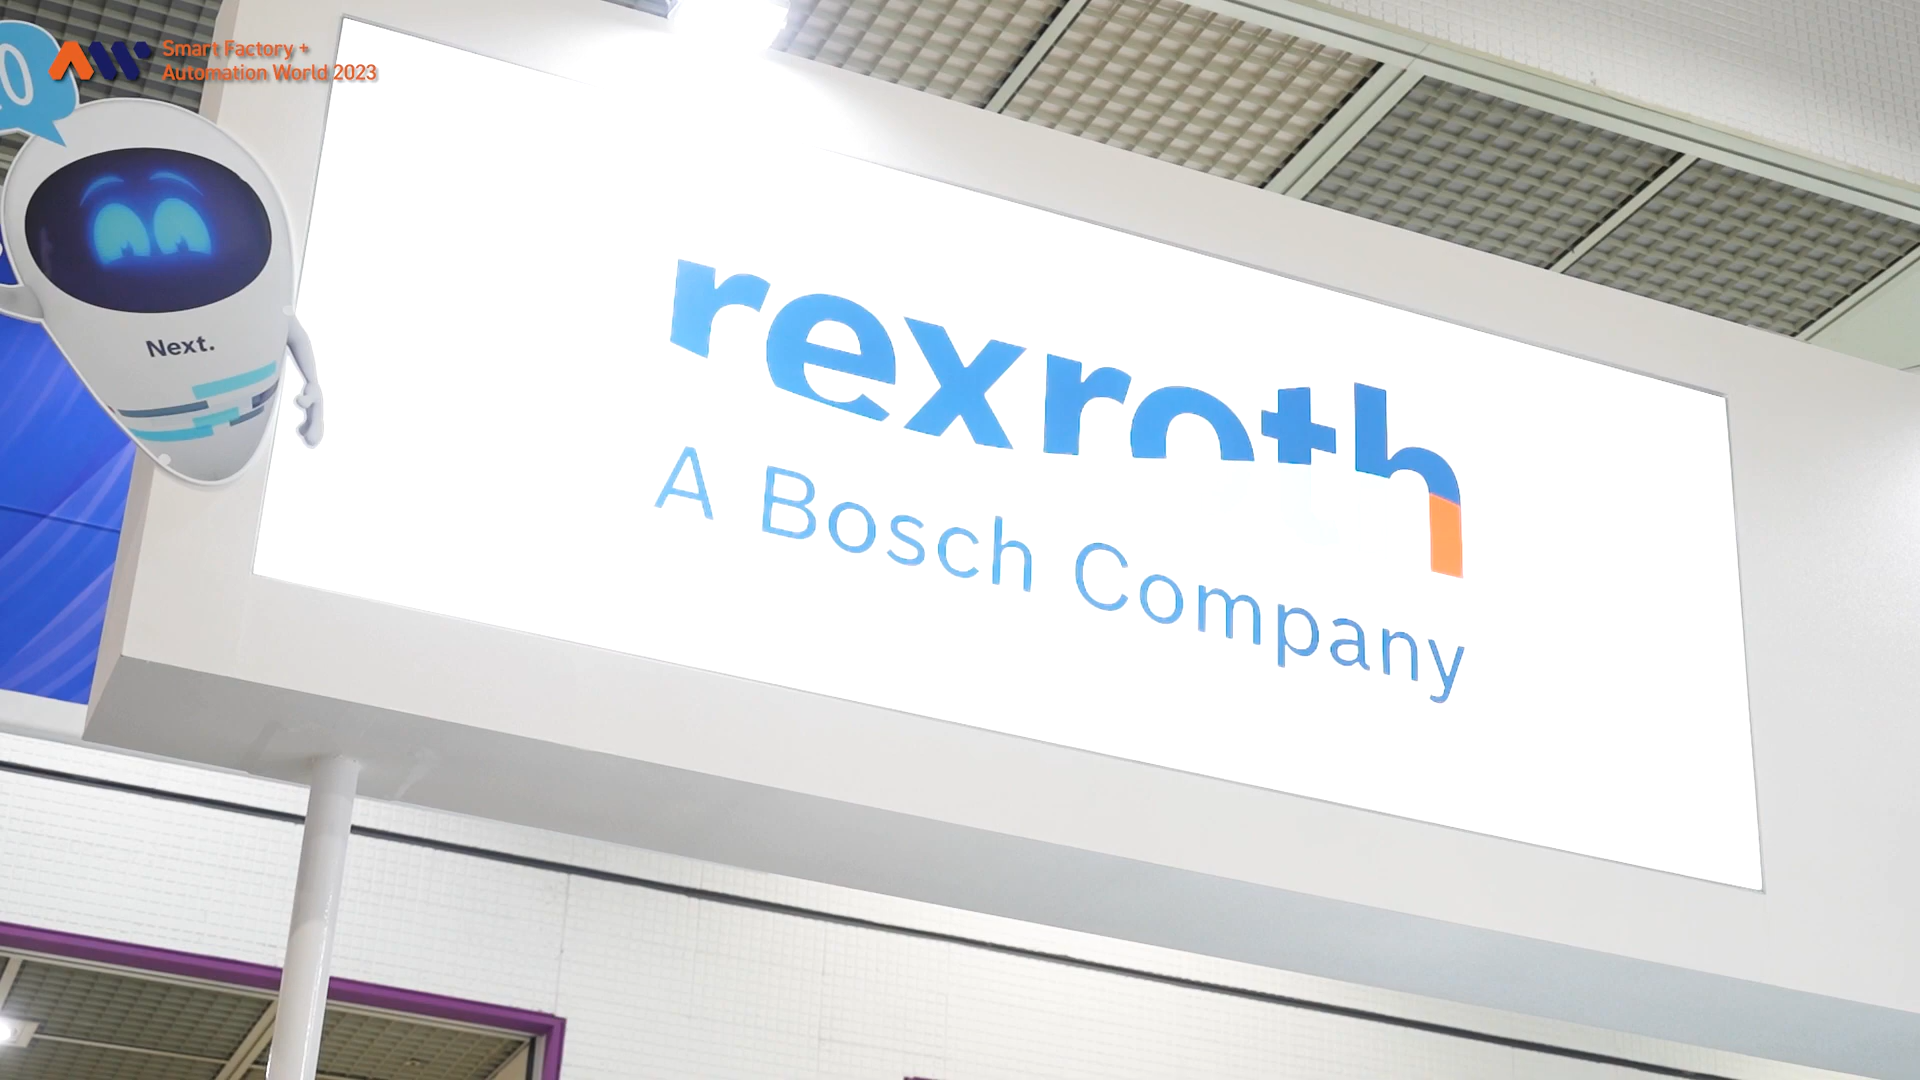 Smart Factory +
Automation World 2023
Next.
rexroth
A Bosch Company